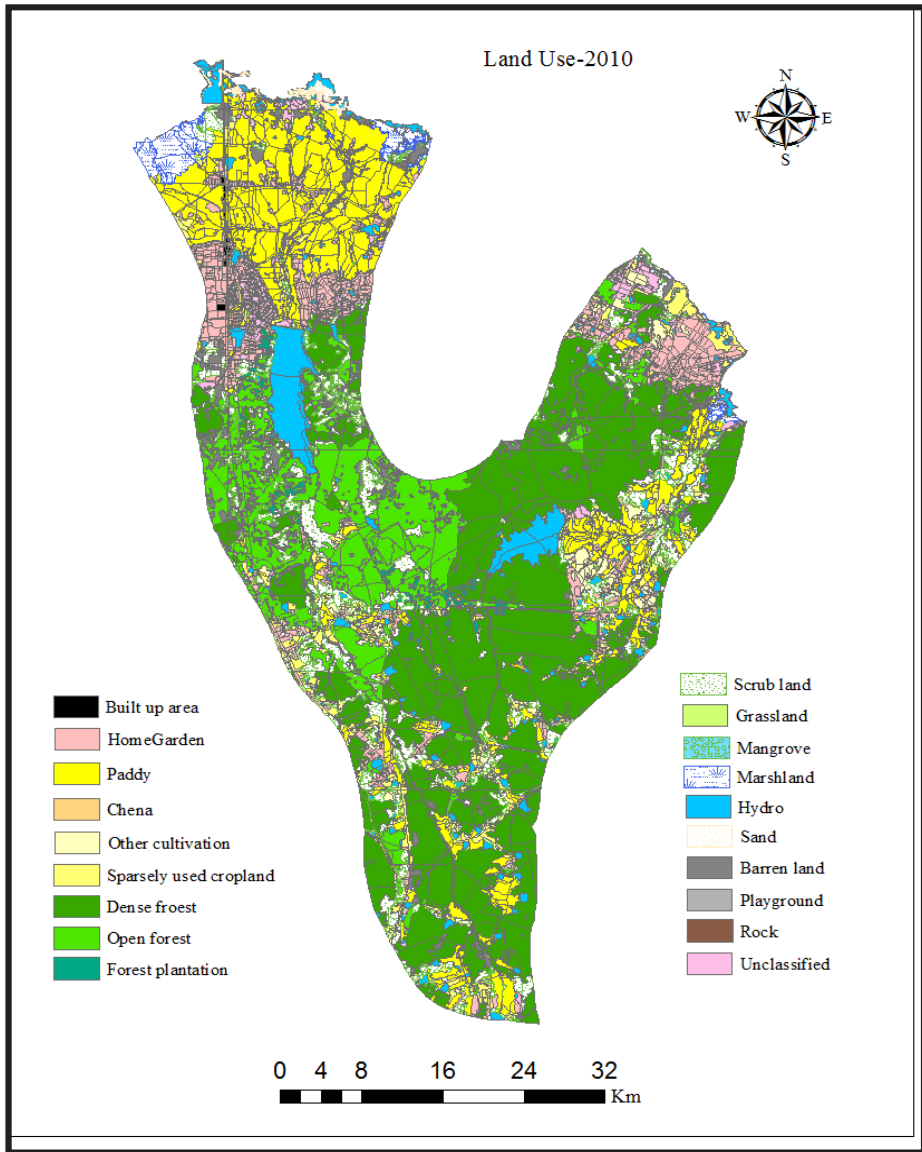 Land Use-2010
N
W E
S
Built up area
HomeGarden
Paddy
Chena
Other cultivation
Sparsely used cropland
Dense froest
Open forest
Forest plantation
Scrub land
Grassland
Mangrove
Marshland
Hydro
Sand
Barren land
Playground
Rock
Unclassified
0 4 8 16 24 32
Km